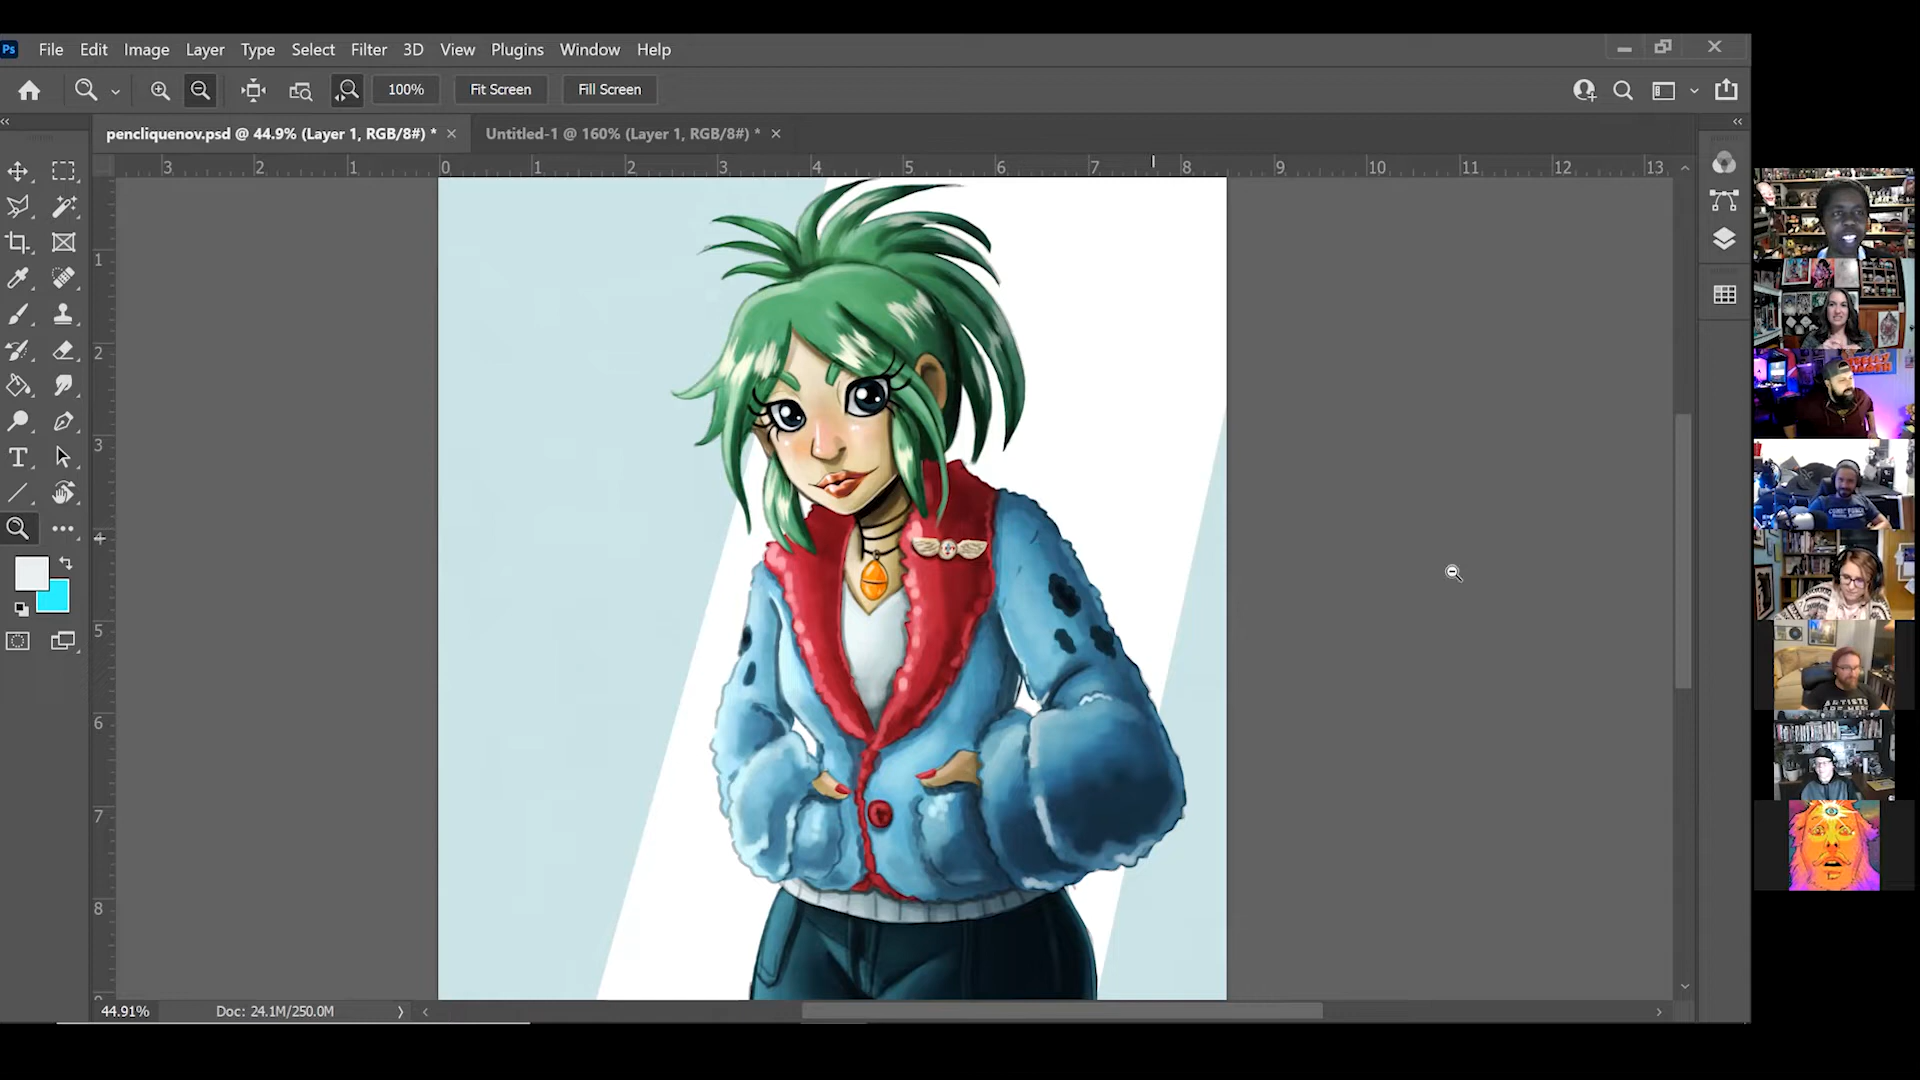 Ps File Edit Image Layer Type Select Filter 3D View Plugins Window Help
100% Fit Screen Fill Screen
pencliquenov.psd @ 44.9% (Layer 1, RGB/8#) *
Untitled-1 @ 160% (Layer 1, RGB/8#) *
3 2 1 0 1 2 3 4 5 6 7 8 9 10 11 12 13
1
2
3
4
5
6
7
8
44.91% Doc: 24.1M/250.0M
COMIC PUNCH
ARTISTS